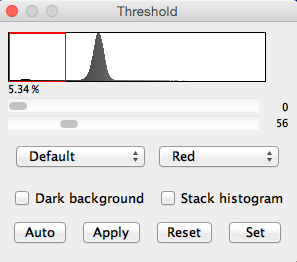 Threshold
5.34 %
0
56
Default Red
Dark background Stack histogram
Auto Apply Reset Set